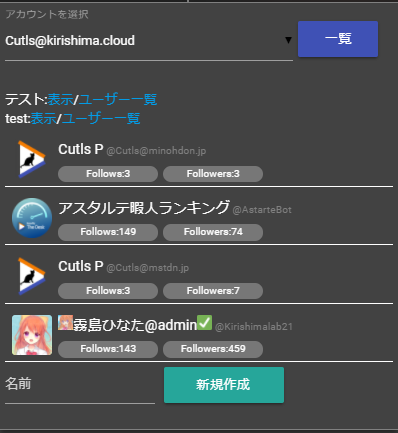 アカウントを選択
Cutls@kirishima.cloud
一覧
テスト:表示/ユーザー一覧
test:表示/ユーザー一覧
Cutls P @Cutls@minohdon.jp
Follows:3 Followers:3
アスタルテ暇人ランキング @AstarteBot
Follows:149 Followers:74
Cutls P @Cutls@mstdn.jp
Follows:3 Followers:7
霧島ひなた@admin✅ @Kirishimalab21
Follows:143 Followers:459
名前
新規作成